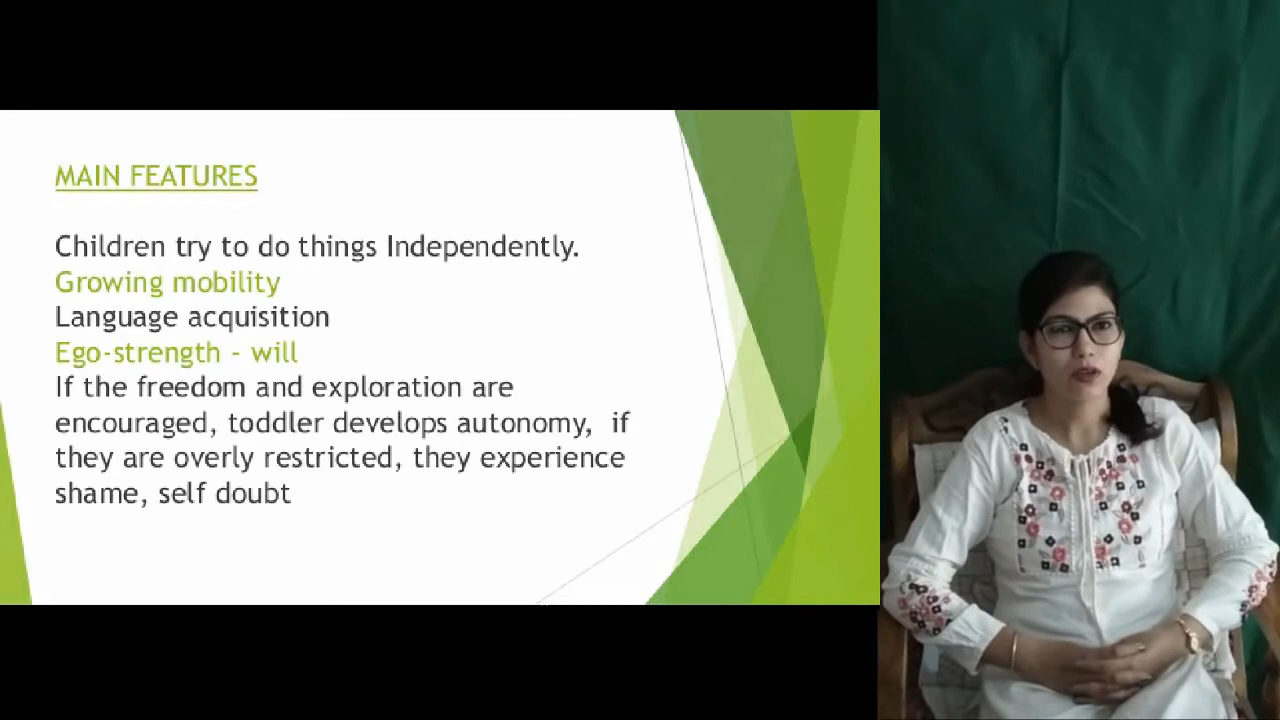 MAIN FEATURES
Children try to do things Independently.
Growing mobility
Language acquisition
Ego-strength - will
If the freedom and exploration are
encouraged, toddler develops autonomy,  if
they are overly restricted, they experience
shame, self doubt